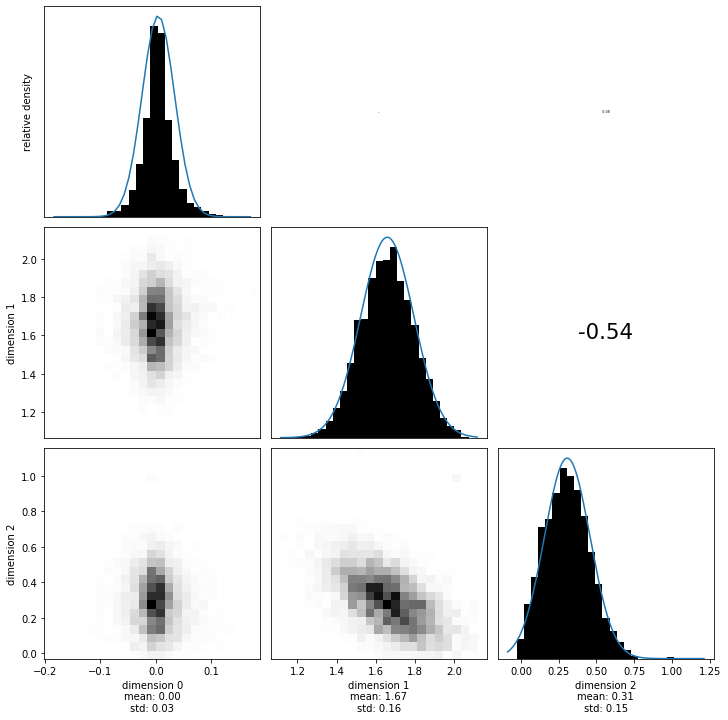 relative density
0.08
dimension 1
2.0
1.8
1.6
1.4
1.2
-0.54
dimension 2
1.0
0.8
0.6
0.4
0.2
0.0
-0.2 -0.1 0.0 0.1
1.2 1.4 1.6 1.8 2.0
0.00 0.25 0.50 0.75 1.00 1.25
dimension 0
mean: 0.00
std: 0.03
dimension 1
mean: 1.67
std: 0.16
dimension 2
mean: 0.31
std: 0.15